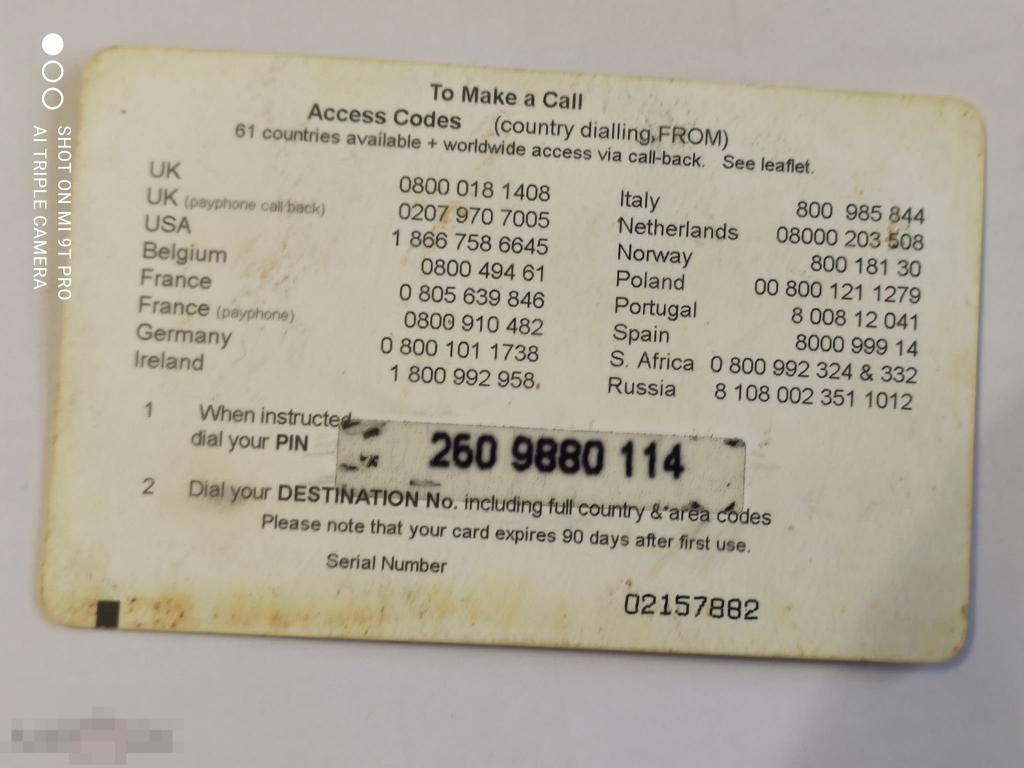 To Make a Call
Access Codes (country dialling FROM)
61 countries available + worldwide access via call-back. See leaflet.
UK 0800 018 1408
UK (payphone call back) 0207 970 7005
USA 1 866 758 6645
Belgium 0800 494 61
France 0 805 639 846
France (payphone) 0800 910 482
Germany 0 800 101 1738
Ireland 1 800 992 958
Italy 800 985 844
Netherlands 08000 203 508
Norway 800 181 30
Poland 00 800 121 1279
Portugal 8 008 12 041
Spain 8000 999 14
S. Africa 0 800 992 324 & 332
Russia 8 108 002 351 1012
1 When instructed
dial your PIN
260 9880 114
2 Dial your DESTINATION No. including full country & area codes
Please note that your card expires 90 days after first use.
Serial Number
02157882
SHOT ON MI 9T PRO
AI TRIPLE CAMERA